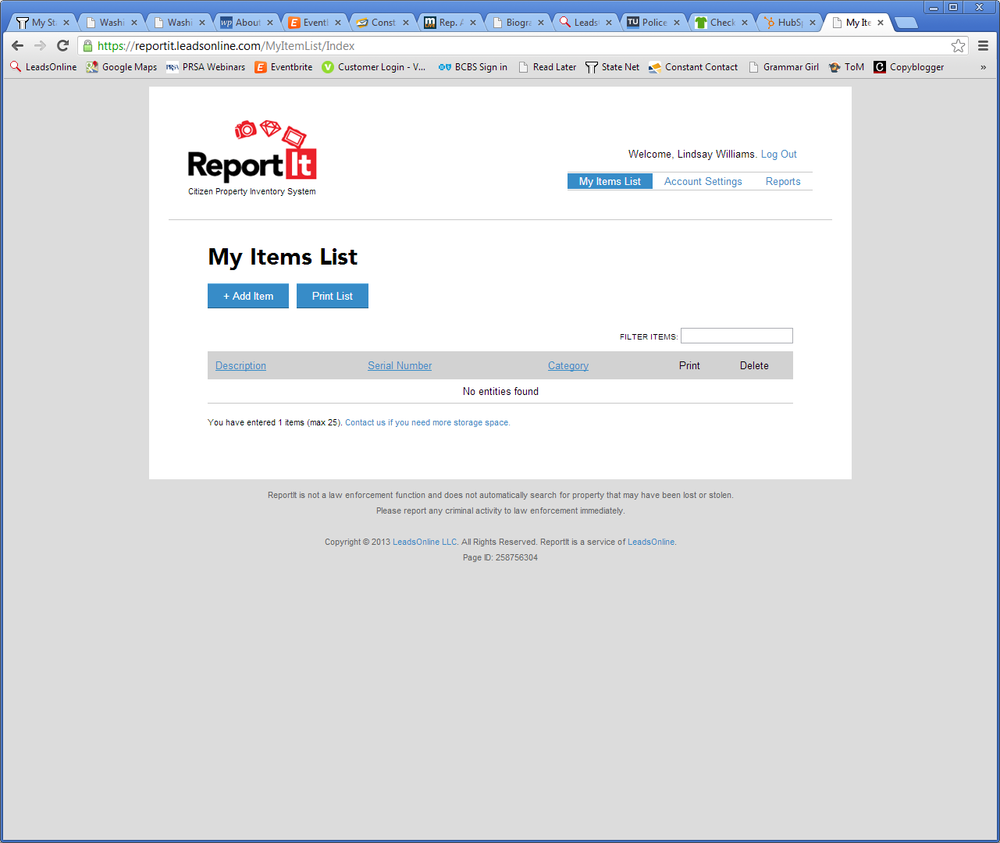 My St
Washi
Washi
wp About
E Eventl
Const
M LIVE Rep. A
Biogra
Leads
TU Police
Check
HubSp
My Ite
https://reportit.leadsonline.com/MyItemList/Index
LeadsOnline Google Maps PRSA PRSA Webinars E Eventbrite V Customer Login - V... BCBS Sign in Read Later State Net Constant Contact Grammar Girl ToM C Copyblogger »
ReportIt
Citizen Property Inventory System
Welcome, Lindsay Williams. Log Out
My Items List Account Settings Reports
My Items List
+ Add Item Print List
FILTER ITEMS:
Description Serial Number Category Print Delete
No entities found
You have entered 1 items (max 25). Contact us if you need more storage space.
ReportIt is not a law enforcement function and does not automatically search for property that may have been lost or stolen.
Please report any criminal activity to law enforcement immediately.
Copyright © 2013 LeadsOnline LLC. All Rights Reserved. ReportIt is a service of LeadsOnline.
Page ID: 258756304